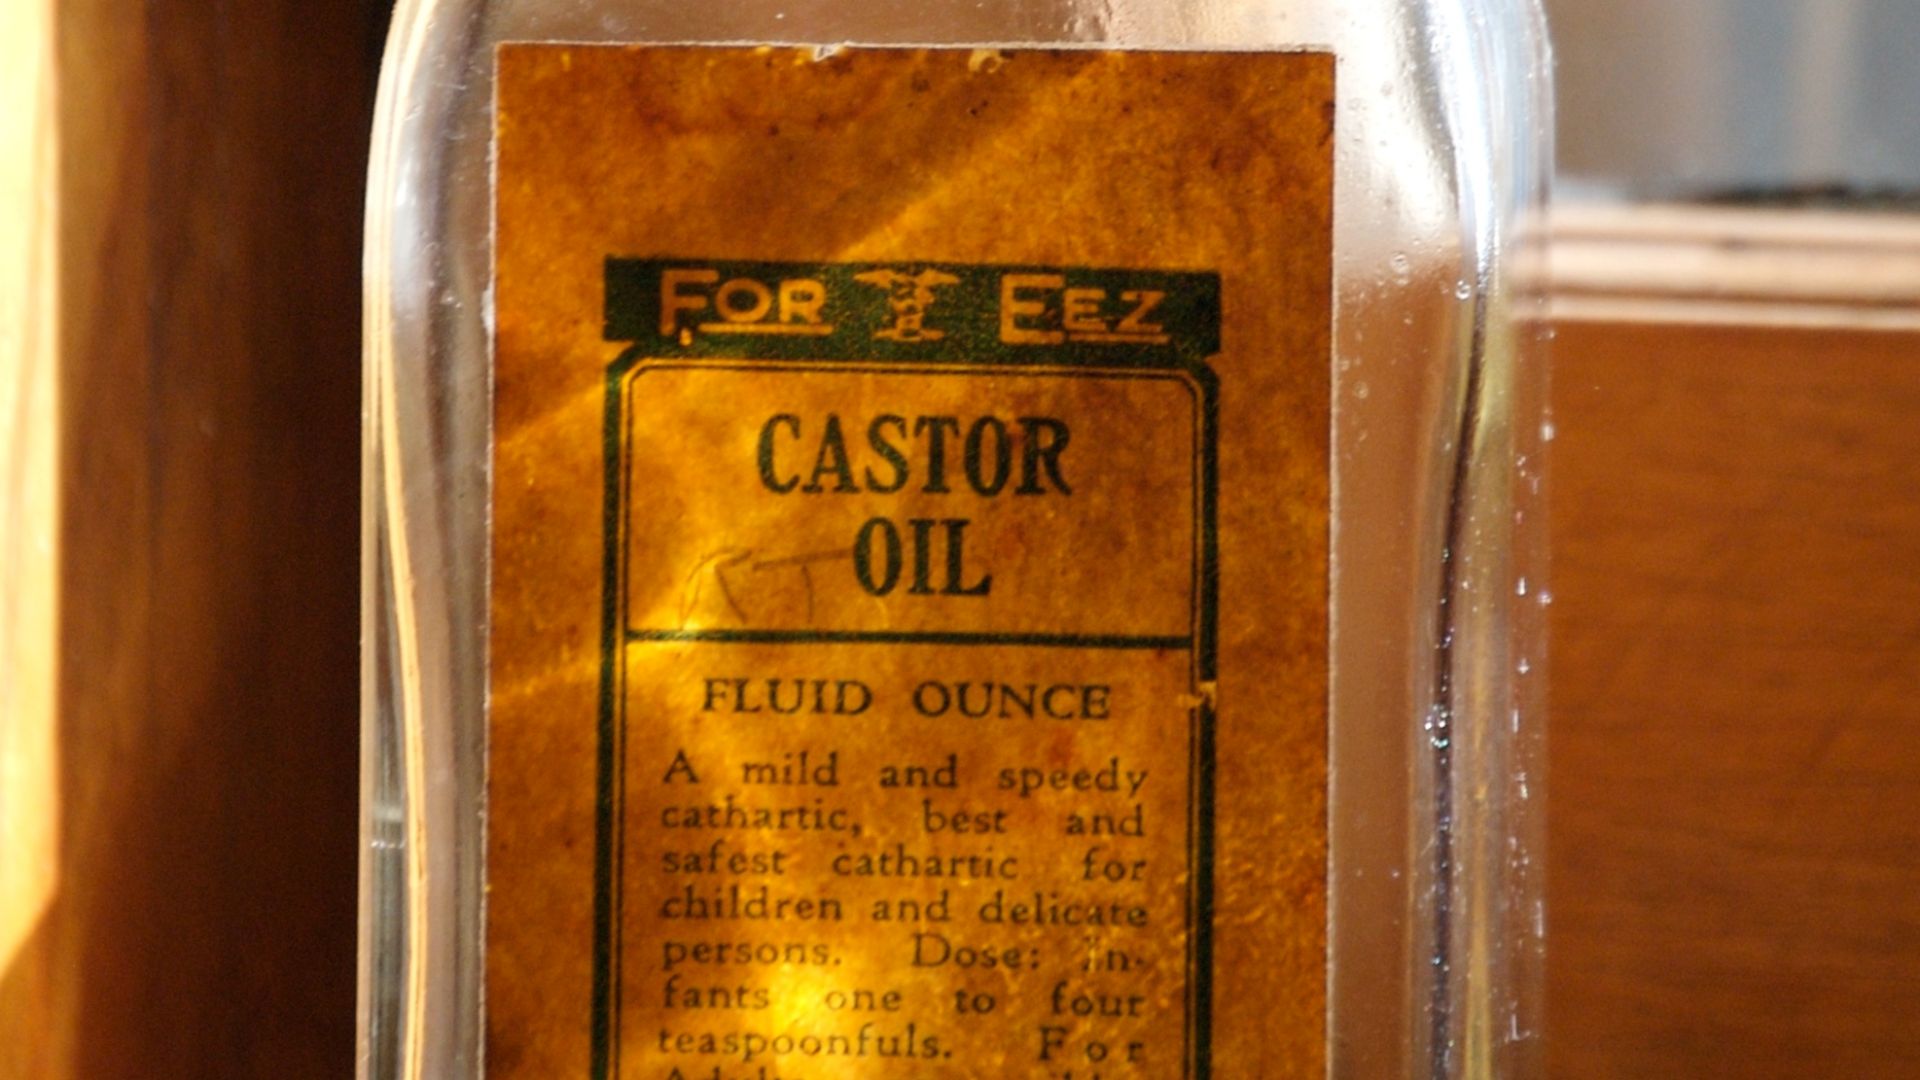 FOR EEZ
CASTOR
OIL
FLUID OUNCE
A mild and speedy
cathartic, best and
safest cathartic for
children and delicate
persons. Dose: In-
fants one to four
teaspoonfuls. For